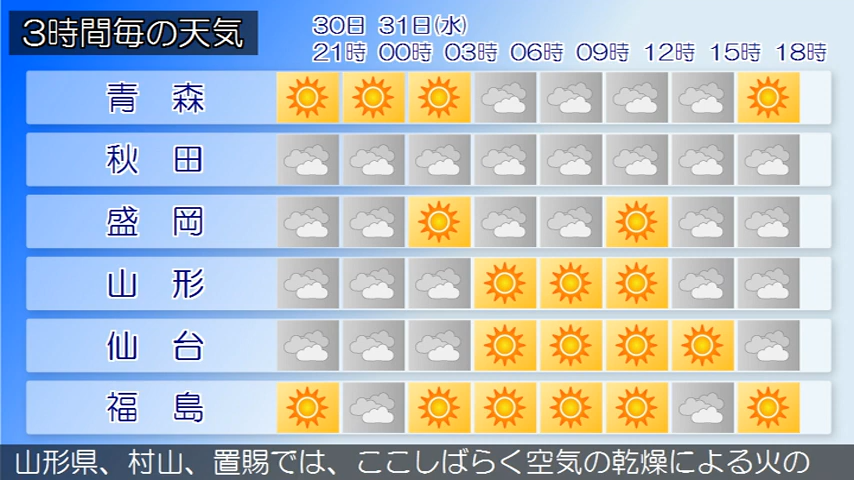 3時間毎の天気
30日 31日(水)
21時 00時 03時 06時 09時 12時 15時 18時
青森
秋田
盛岡
山形
仙台
福島
山形県、村山、置賜では、ここしばらく空気の乾燥による火の